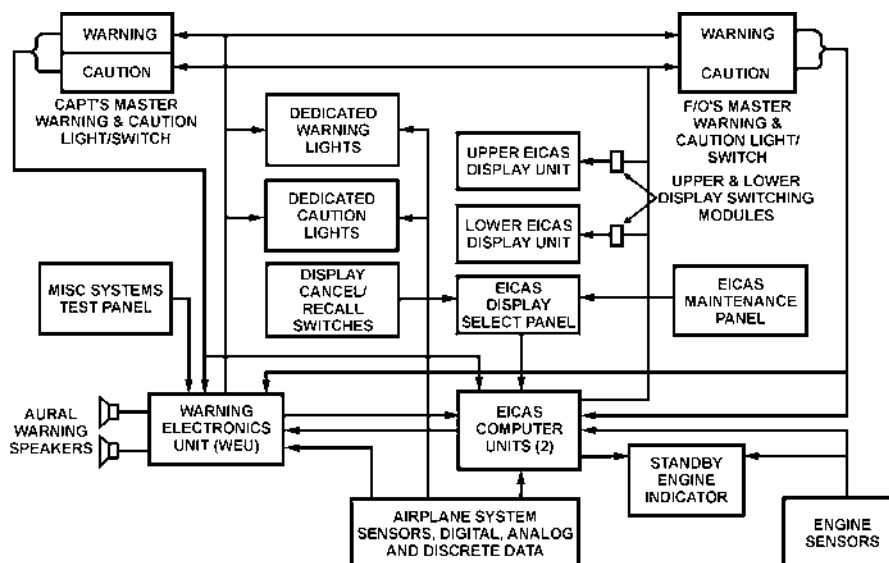 WARNING
CAUTION
CAPT'S MASTER
WARNING & CAUTION
LIGHT/SWITCH
WARNING
CAUTION
F/O'S MASTER
WARNING &
CAUTION LIGHT/
SWITCH
DEDICATED
WARNING
LIGHTS
UPPER EICAS
DISPLAY UNIT
UPPER & LOWER
DISPLAY SWITCHING
MODULES
DEDICATED
CAUTION
LIGHTS
LOWER EICAS
DISPLAY UNIT
MISC SYSTEMS
TEST PANEL
DISPLAY
CANCEL/
RECALL
SWITCHES
EICAS
DISPLAY
SELECT PANEL
EICAS
MAINTENANCE
PANEL
AURAL
WARNING
SPEAKERS
WARNING
ELECTRONICS
UNIT (WEU)
EICAS
COMPUTER
UNITS (2)
STANDBY
ENGINE
INDICATOR
AIRPLANE SYSTEM
SENSORS, DIGITAL, ANALOG
AND DISCRETE DATA
ENGINE
SENSORS